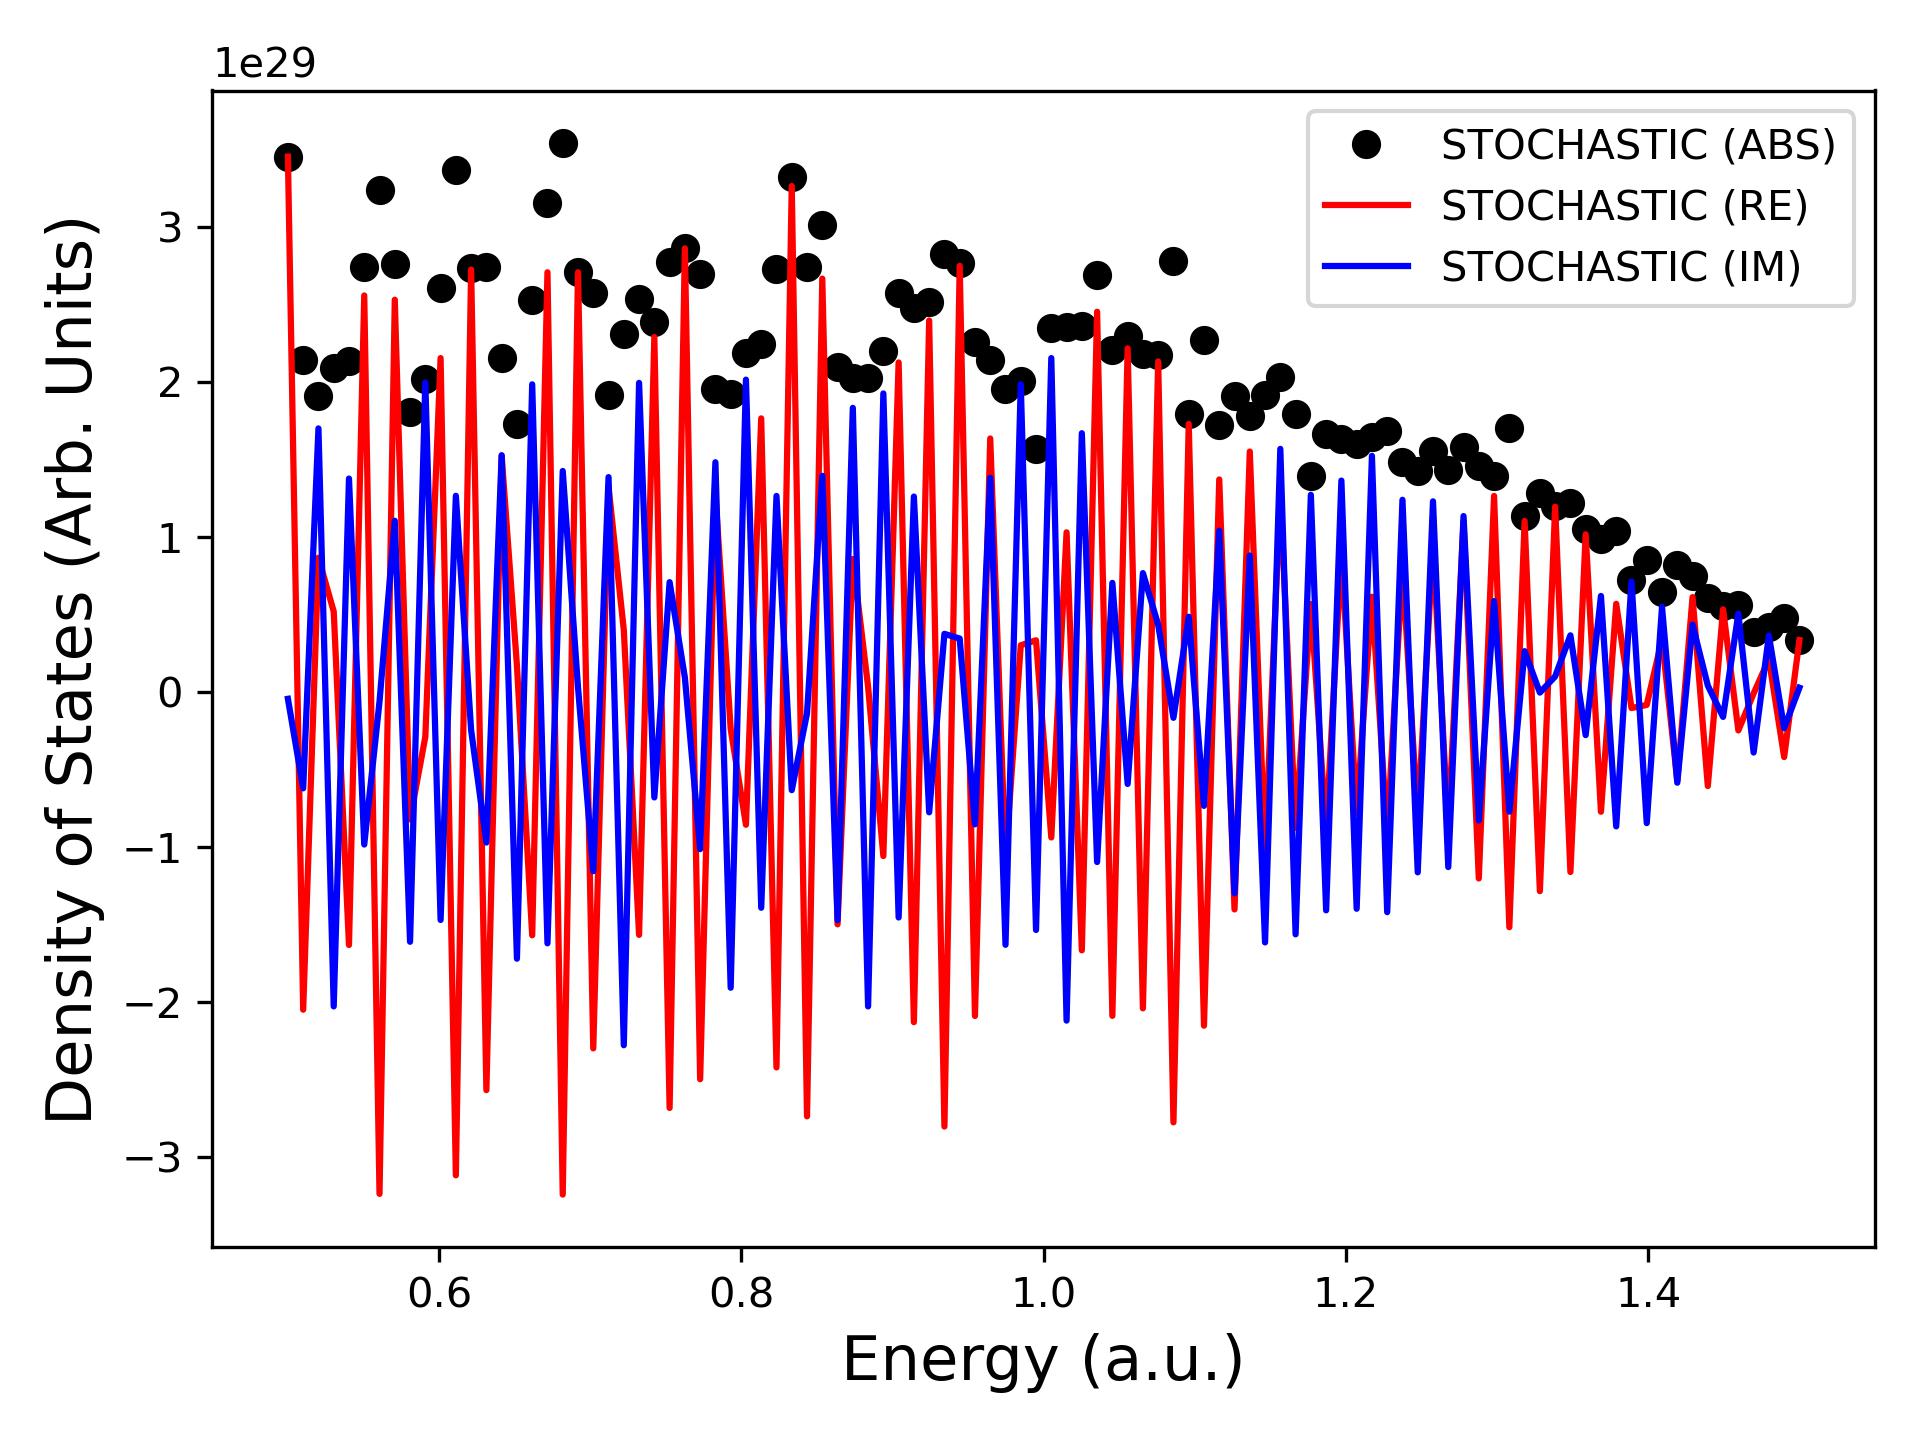 1e29
STOCHASTIC (ABS)
STOCHASTIC (RE)
STOCHASTIC (IM)
Density of States (Arb. Units)
3
2
1
0
−1
−2
−3
0.6 0.8 1.0 1.2 1.4
Energy (a.u.)